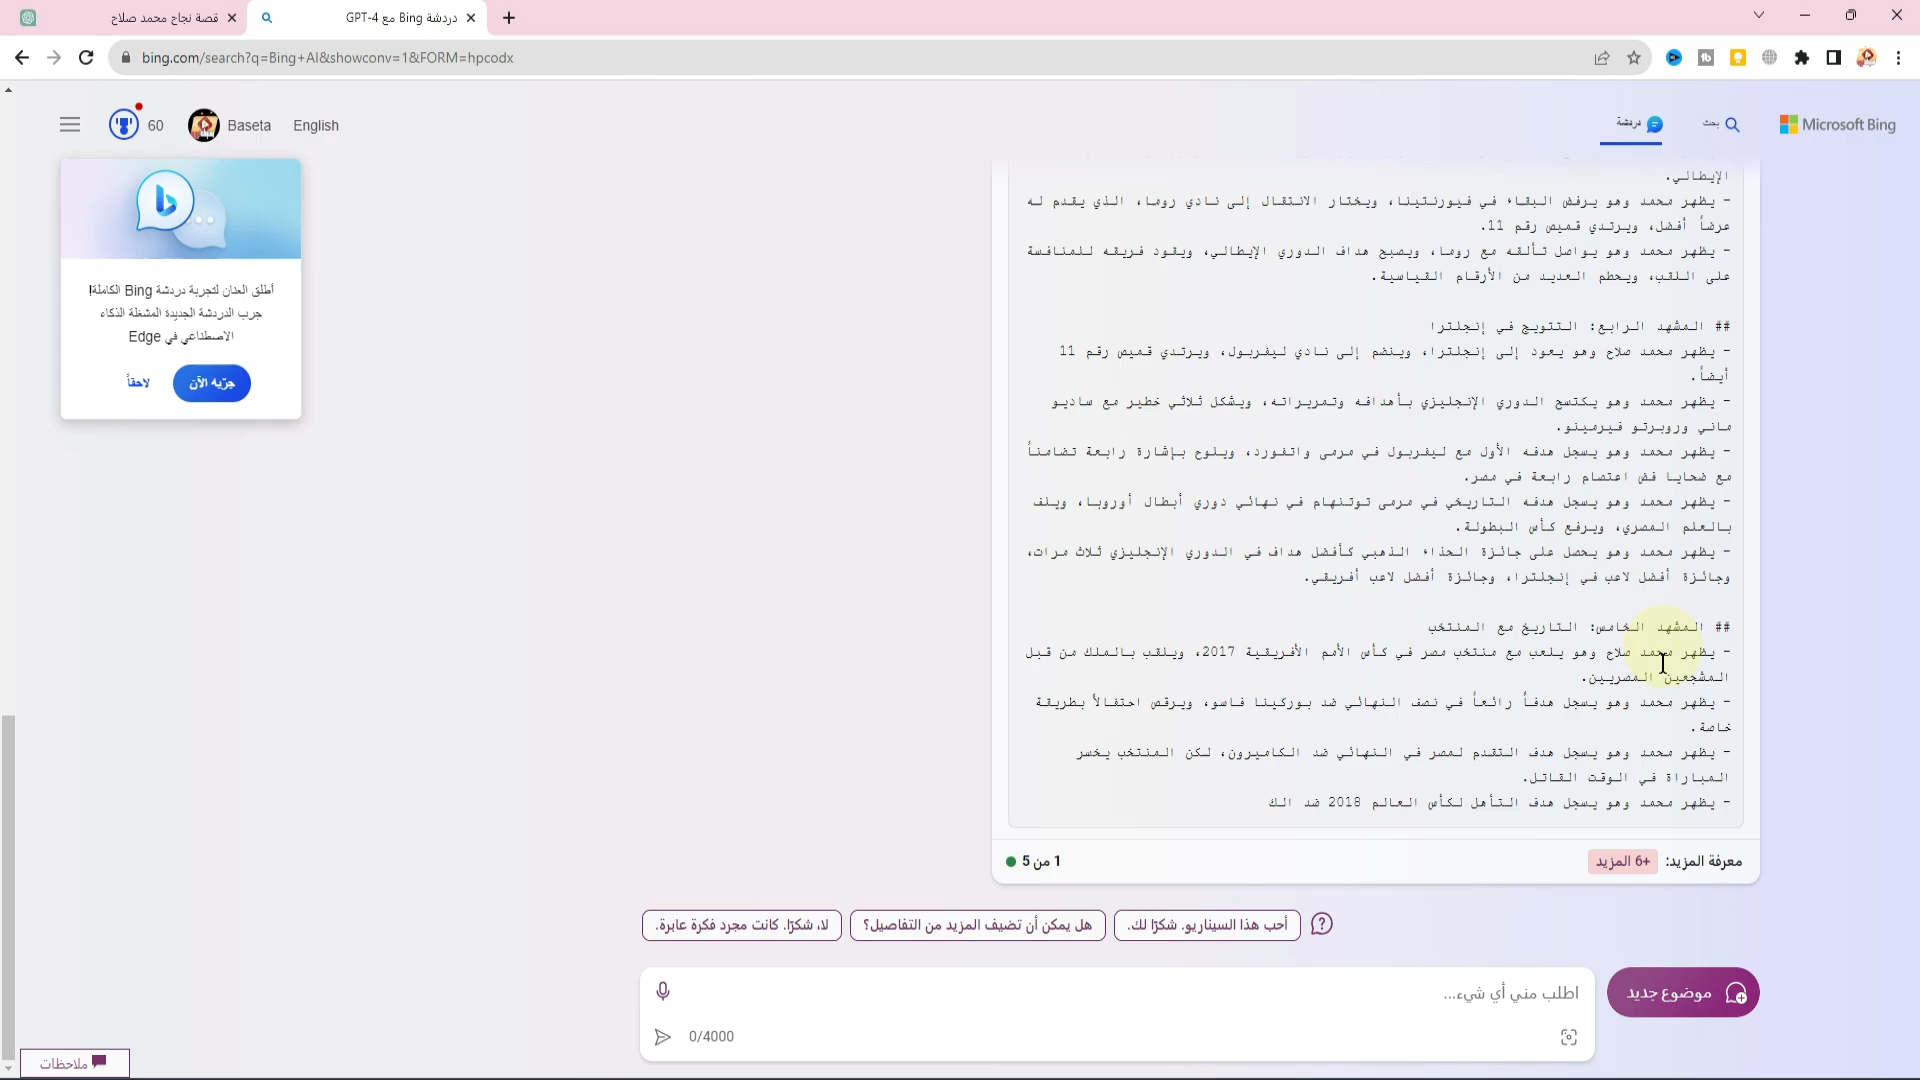 قصة نجاح محمد صلاح
دردشة Bing مع GPT-4
bing.com/search?q=Bing+AI&showconv=1&FORM=hpcodx
60
Baseta
English
دردشة
بحث
Microsoft Bing
أطلق العنان لتجربة دردشة Bing الكاملة!
جرب الدردشة الجديدة المشغلة الذكاء
الاصطناعي في Edge
جرّبه الآن
لاحقاً
الإيطالي.
- يظهر محمد وهو يرفض البقاء في فيورنتينا، ويختار الانتقال إلى نادي روما، الذي يقدم له
عرضاً أفضل، ويرتدي قميص رقم 11.
- يظهر محمد وهو يواصل تألقه مع روما، ويصبح هداف الدوري الإيطالي، ويقود فريقه للمنافسة
على اللقب، ويحطم العديد من الأرقام القياسية.
## المشهد الرابع: التتويج في إنجلترا
- يظهر محمد صلاح وهو يعود إلى إنجلترا، وينضم إلى نادي ليفربول، ويرتدي قميص رقم 11
أيضاً.
- يظهر محمد وهو يكتسح الدوري الإنجليزي بأهدافه وتمريراته، ويشكل ثلاثي خطير مع ساديو
ماني وروبرتو فيرمينو.
- يظهر محمد وهو يسجل هدفه الأول مع ليفربول في مرمى واتفورد، ويلوح بإشارة رابعة تضامناً
مع ضحايا فض اعتصام رابعة في مصر.
- يظهر محمد وهو يسجل هدفه التاريخي في مرمى توتنهام في نهائي دوري أبطال أوروبا، ويلف
بالعلم المصري، ويرفع كأس البطولة.
- يظهر محمد وهو يحصل على جائزة الحذاء الذهبي كأفضل هداف في الدوري الإنجليزي ثلاث مرات،
وجائزة أفضل لاعب في إنجلترا، وجائزة أفضل لاعب أفريقي.
## المشهد الخامس: التاريخ مع المنتخب
- يظهر محمد صلاح وهو يلعب مع منتخب مصر في كأس الأمم الأفريقية 2017، ويلقب بالملك من قبل
المشجعين المصريين.
- يظهر محمد وهو يسجل هدفاً رائعاً في نصف النهائي ضد بوركينا فاسو، ويرقص احتفالاً بطريقة
خاصة.
- يظهر محمد وهو يسجل هدف التقدم لمصر في النهائي ضد الكاميرون، لكن المنتخب يخسر
المباراة في الوقت القاتل.
- يظهر محمد وهو يسجل هدف التأهل لكأس العالم 2018 ضد الك
معرفة المزيد: +6 المزيد
1 من 5
أحب هذا السيناريو. شكرًا لك.
هل يمكن أن تضيف المزيد من التفاصيل؟
لا، شكرًا. كانت مجرد فكرة عابرة.
موضوع جديد
اطلب مني أي شيء...
0/4000
ملاحظات